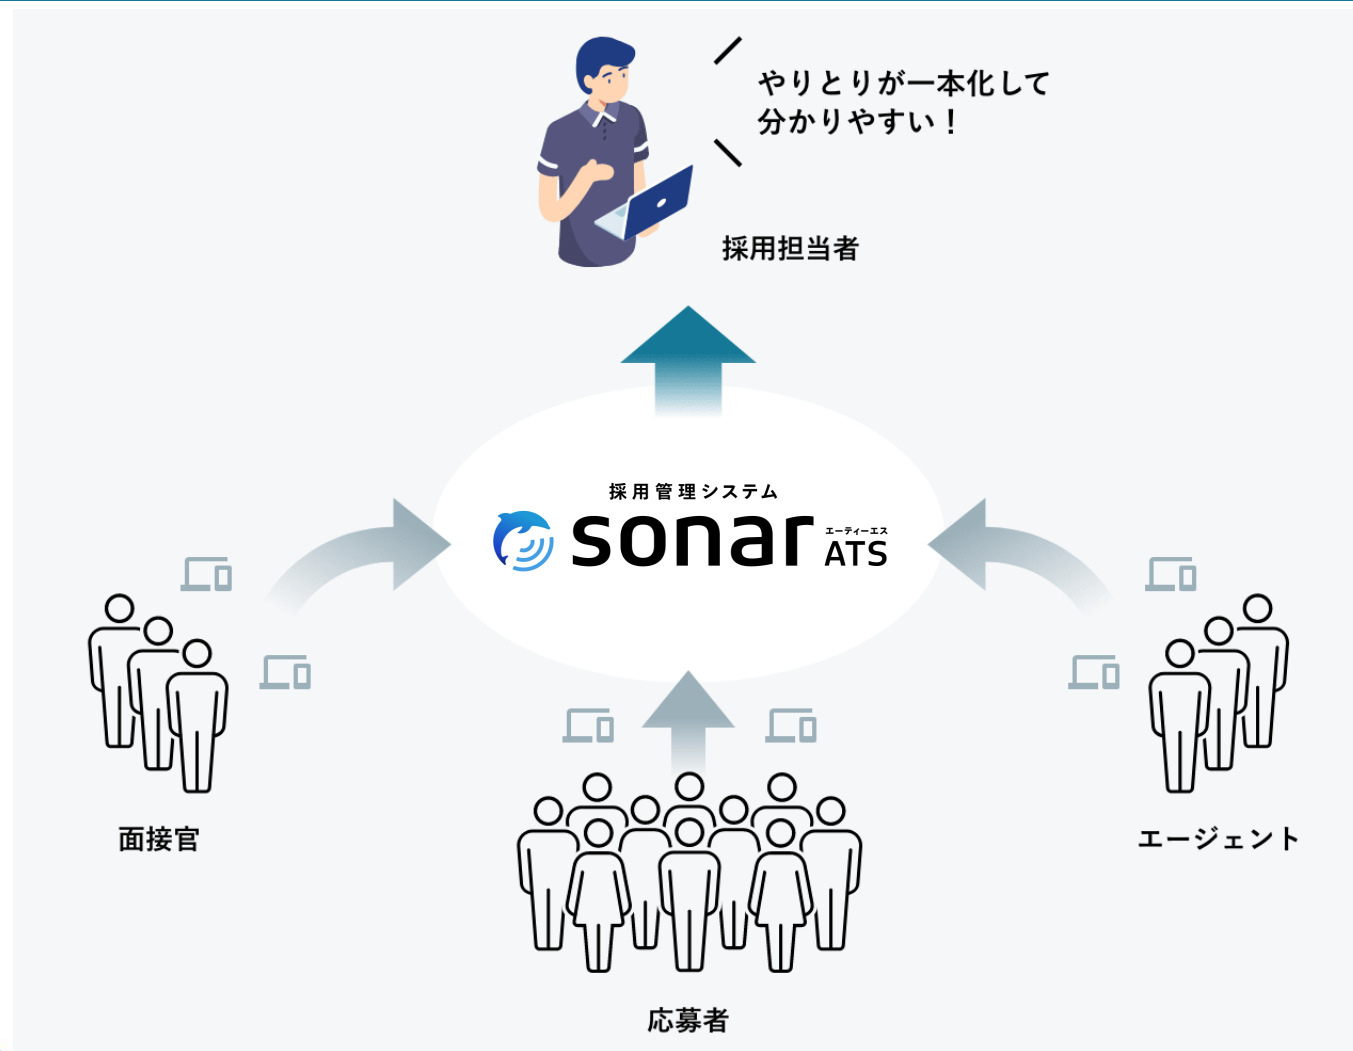 やりとりが一本化して
分かりやすい！
採用担当者
採用管理システム
sonar
エーティーエス
ATS
面接官
エージェント
応募者